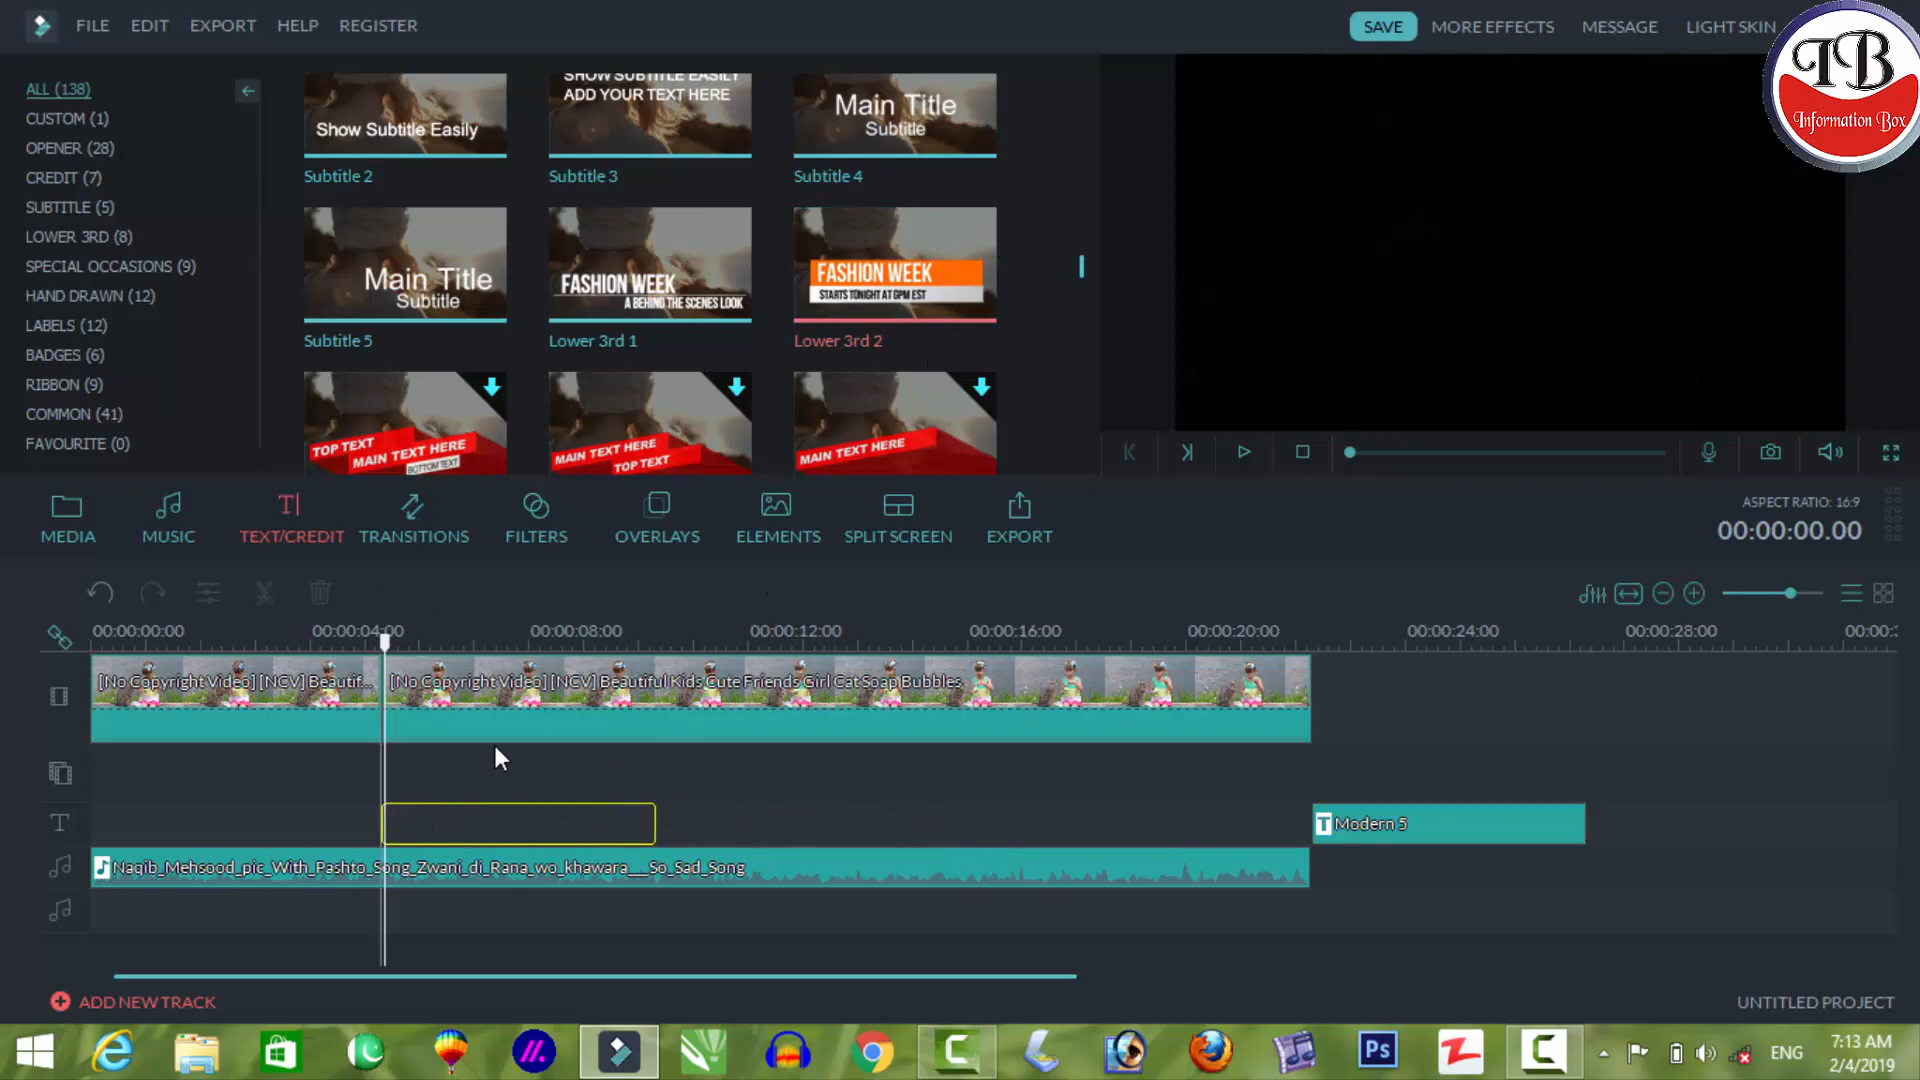 FILE EDIT EXPORT HELP REGISTER
SAVE MORE EFFECTS MESSAGE LIGHT SKIN
TB
Information Box
ALL (138)
CUSTOM (1)
OPENER (28)
CREDIT (7)
SUBTITLE (5)
LOWER 3RD (8)
SPECIAL OCCASIONS (9)
HAND DRAWN (12)
LABELS (12)
BADGES (6)
RIBBON (9)
COMMON (41)
FAVOURITE (0)
Show Subtitle Easily
Subtitle 2
SHOW SUBTITLE EASILY
ADD YOUR TEXT HERE
Subtitle 3
Main Title
Subtitle
Subtitle 4
Main Title
Subtitle
Subtitle 5
FASHION WEEK
A BEHIND THE SCENES LOOK
Lower 3rd 1
FASHION WEEK
STARTS TONIGHT AT 6PM EST
Lower 3rd 2
TOP TEXT
MAIN TEXT HERE
BOTTOM TEXT
MAIN TEXT HERE
TOP TEXT
MAIN TEXT HERE
MEDIA MUSIC TEXT/CREDIT TRANSITIONS FILTERS OVERLAYS ELEMENTS SPLIT SCREEN EXPORT
ASPECT RATIO: 16:9
00:00:00.00
00:00:00:00 00:00:04:00 00:00:08:00 00:00:12:00 00:00:16:00 00:00:20:00 00:00:24:00 00:00:28:00 00:00:
[No Copyright Video] [NCV] Beautif... [No Copyright Video] [NCV] Beautiful Kids Cute Friends Girl Cat Soap Bubbles
T Modern 5
Naqib_Mehsood_pic_With_Pashto_Song_Zwani_di_Rana_wo_khawara__So_Sad_Song
ADD NEW TRACK
UNTITLED PROJECT
Ps
ENG
7:13 AM
2/4/2019